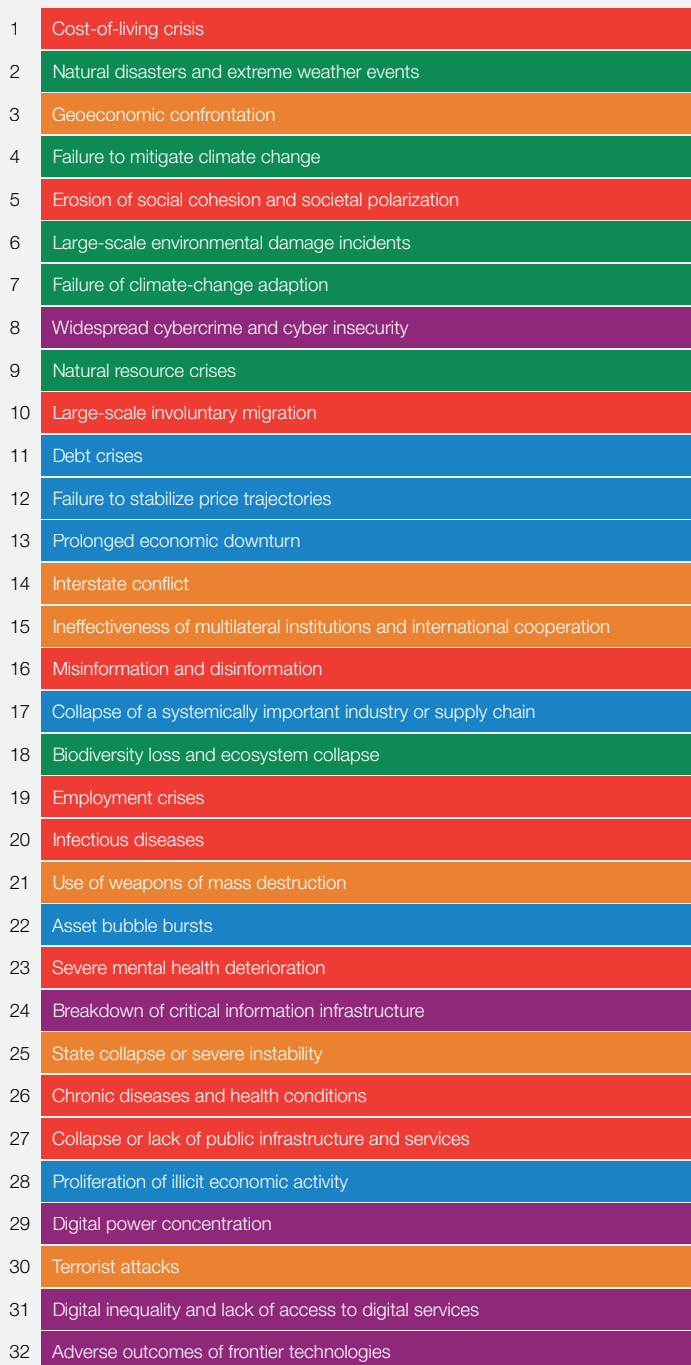 1 Cost-of-living crisis
2 Natural disasters and extreme weather events
3 Geoeconomic confrontation
4 Failure to mitigate climate change
5 Erosion of social cohesion and societal polarization
6 Large-scale environmental damage incidents
7 Failure of climate-change adaption
8 Widespread cybercrime and cyber insecurity
9 Natural resource crises
10 Large-scale involuntary migration
11 Debt crises
12 Failure to stabilize price trajectories
13 Prolonged economic downturn
14 Interstate conflict
15 Ineffectiveness of multilateral institutions and international cooperation
16 Misinformation and disinformation
17 Collapse of a systemically important industry or supply chain
18 Biodiversity loss and ecosystem collapse
19 Employment crises
20 Infectious diseases
21 Use of weapons of mass destruction
22 Asset bubble bursts
23 Severe mental health deterioration
24 Breakdown of critical information infrastructure
25 State collapse or severe instability
26 Chronic diseases and health conditions
27 Collapse or lack of public infrastructure and services
28 Proliferation of illicit economic activity
29 Digital power concentration
30 Terrorist attacks
31 Digital inequality and lack of access to digital services
32 Adverse outcomes of frontier technologies